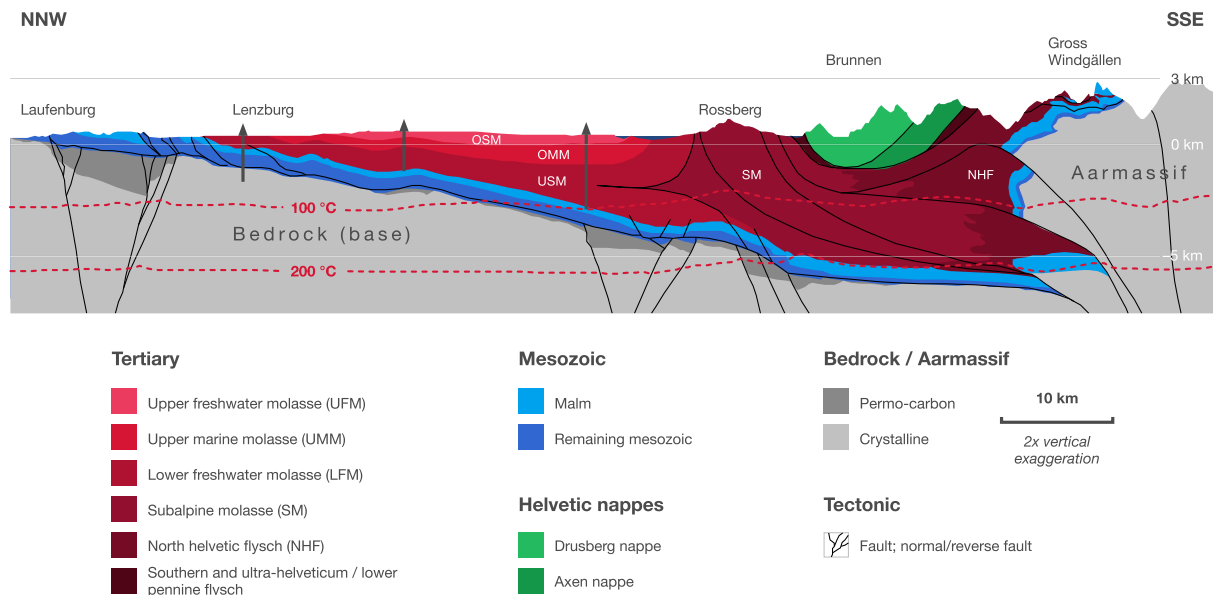 NNW
SSE
Gross
Windgällen
Brunnen
3 km
Laufenburg
Lenzburg
Rossberg
OSM
0 km
OMM
USM
SM
NHF
Aarmassif
100 °C
Bedrock (base)
-5 km
200 °C
Tertiary
Upper freshwater molasse (UFM)
Upper marine molasse (UMM)
Lower freshwater molasse (LFM)
Subalpine molasse (SM)
North helvetic flysch (NHF)
Southern and ultra-helveticum / lower
pennine flysch
Mesozoic
Malm
Remaining mesozoic
Helvetic nappes
Drusberg nappe
Axen nappe
Bedrock / Aarmassif
Permo-carbon
Crystalline
10 km
2x vertical
exaggeration
Tectonic
Fault; normal/reverse fault